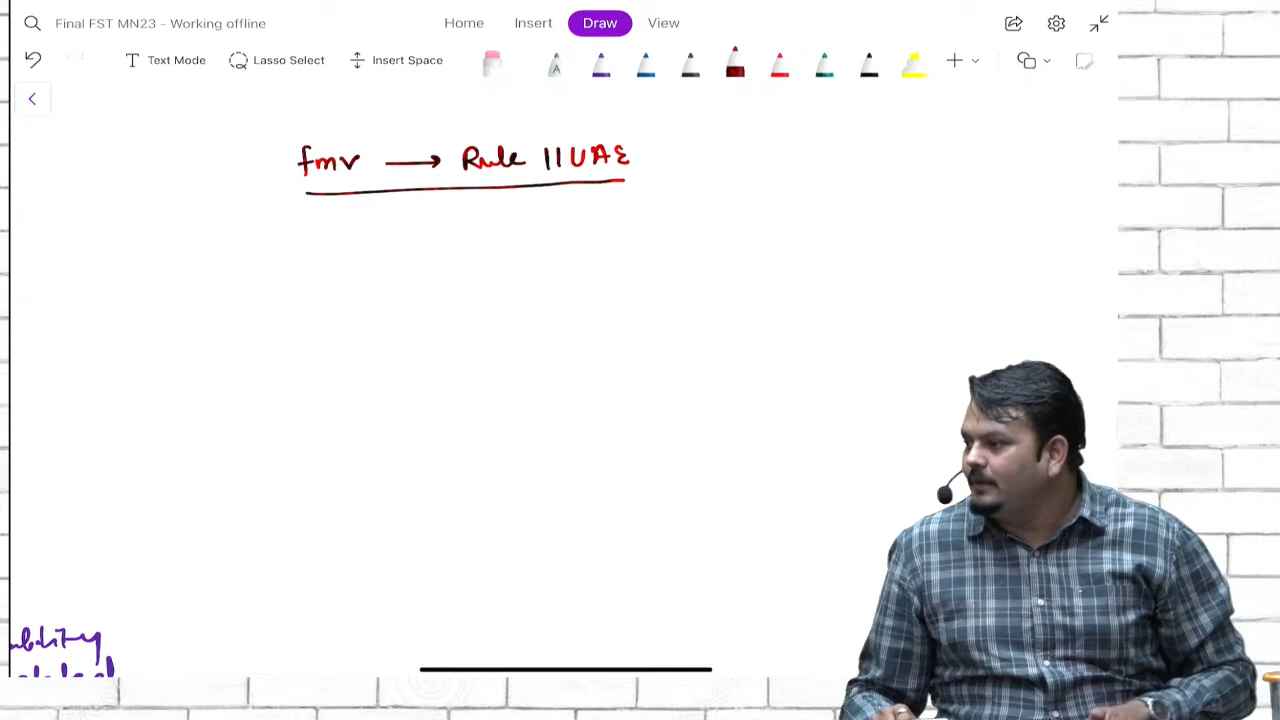 Final FST MN23 - Working offline
Home Insert Draw View
Text Mode Lasso Select Insert Space
A
fmv → Rule 11UAE